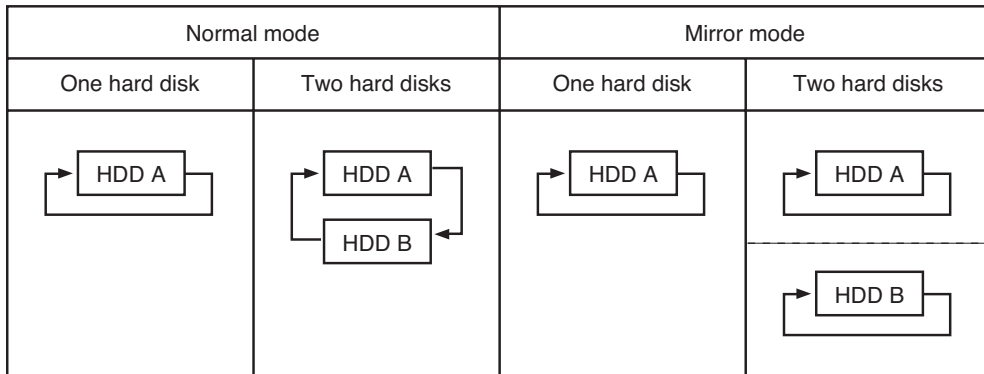 Normal mode Mirror mode
One hard disk Two hard disks One hard disk Two hard disks
HDD A HDD A HDD A HDD A
HDD B
HDD B